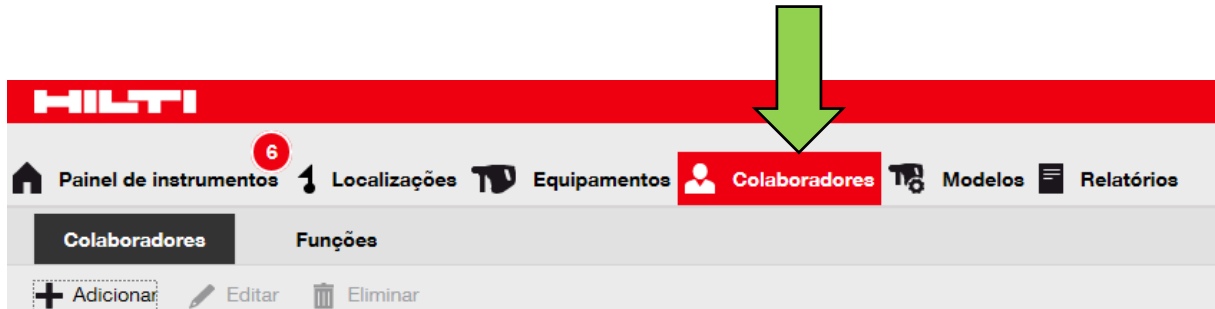 HILTI
6
Painel de instrumentos Localizações Equipamentos Colaboradores Modelos Relatórios
Colaboradores Funções
Adicionar Editar Eliminar